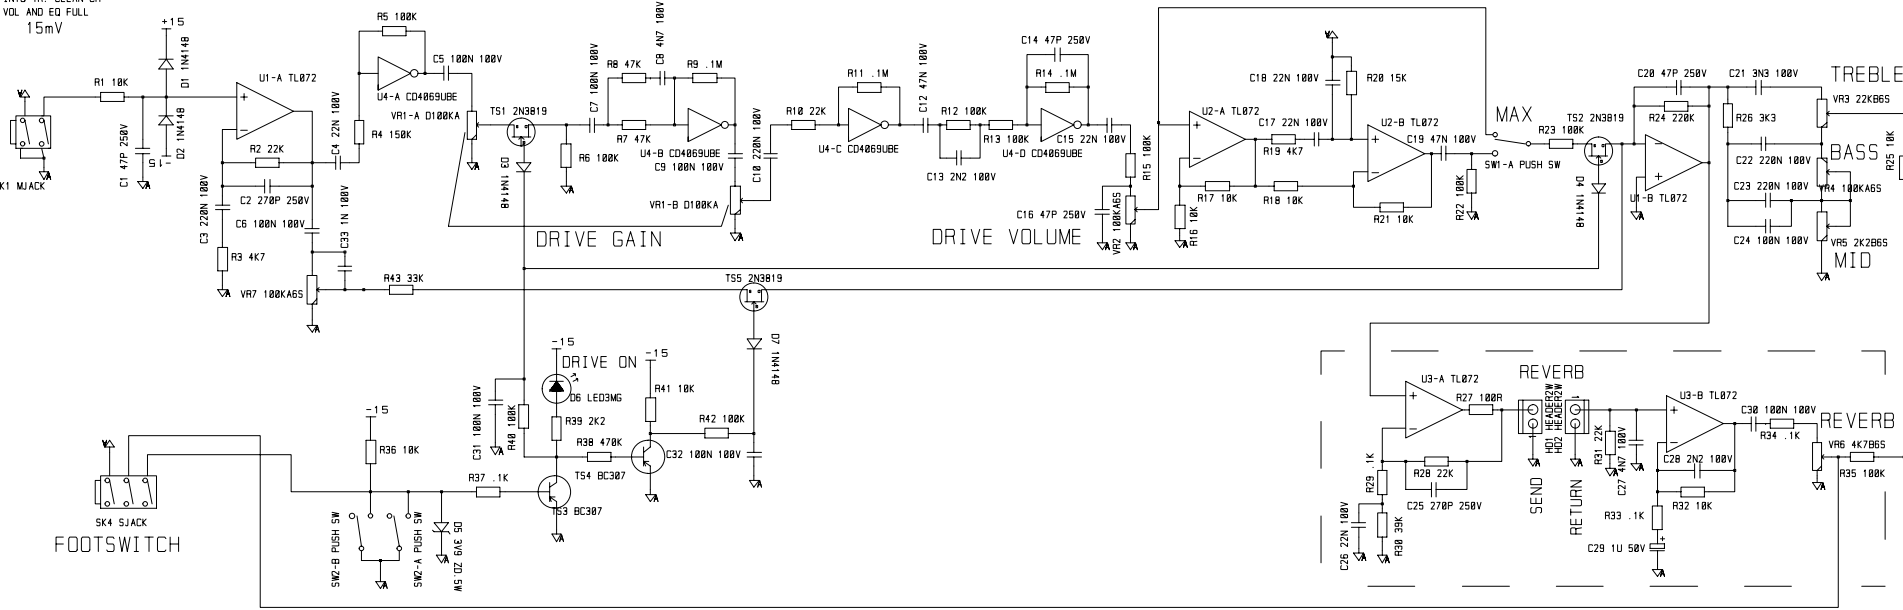 VOL AND EQ FULL
15mV
+15
R1 10K
D1 1N4148
D2 1N4148
-15
C1 47P 250V
K1 MJACK
U1-A TL072
R2 22K
C2 270P 250V
C3 220N 100V
C6 100N 100V
R3 4K7
VR7 100KA6S
C33 1N 100V
C4 22N 100V
R4 150K
R5 100K
U4-A CD4069UBE
C5 100N 100V
VR1-A D100KA
TS1 2N3819
D3 1N4148
R6 100K
C7 100N 100V
R8 47K
C8 4N7 100V
R9 .1M
R7 47K
U4-B CD4069UBE
C9 100N 100V
VR1-B D100KA
DRIVE GAIN
C10 220N 100V
R10 22K
R11 .1M
U4-C CD4069UBE
C12 47N 100V
R12 100K
C13 2N2 100V
R13 100K
C14 47P 250V
R14 .1M
U4-D CD4069UBE
C15 22N 100V
R15 100K
C16 47P 250V
VR2 100KA6S
DRIVE VOLUME
U2-A TL072
R16 10K
R17 10K
C17 22N 100V
R19 4K7
R18 10K
C18 22N 100V
R20 15K
U2-B TL072
R21 10K
C19 47N 100V
R22 100K
MAX
SW1-A PUSH SW
R23 100K
TS2 2N3819
D4 1N4148
C20 47P 250V
R24 220K
U1-B TL072
C21 3N3 100V
R26 3K3
C22 220N 100V
C23 220N 100V
C24 100N 100V
TREBLE
VR3 22KB6S
BASS
VR4 100KA6S
VR5 2K2B6S
MID
R25 10K
R43 33K
TS5 2N3819
D7 1N4148
-15
DRIVE ON
D6 LED3MG
R39 2K2
C31 100N 100V
R40 100K
R38 470K
TS4 BC307
-15
R41 10K
R42 100K
C32 100N 100V
-15
R36 10K
R37 .1K
TS3 BC307
SK4 SJACK
FOOTSWITCH
SW2-B PUSH SW
SW2-A PUSH SW
D5 3V9 ZD.5W
U3-A TL072
R27 100R
R28 22K
C25 270P 250V
R29 .1K
R30 39K
C26 22N 100V
REVERB
HD1 HEADER2W
HD2 HEADER2W
SEND
RETURN
R31 22K
C27 4N7 100V
U3-B TL072
C28 2N2 100V
R32 10K
R33 .1K
C29 1U 50V
C30 100N 100V
R34 .1K
REVERB
VR6 4K7B6S
R35 100K